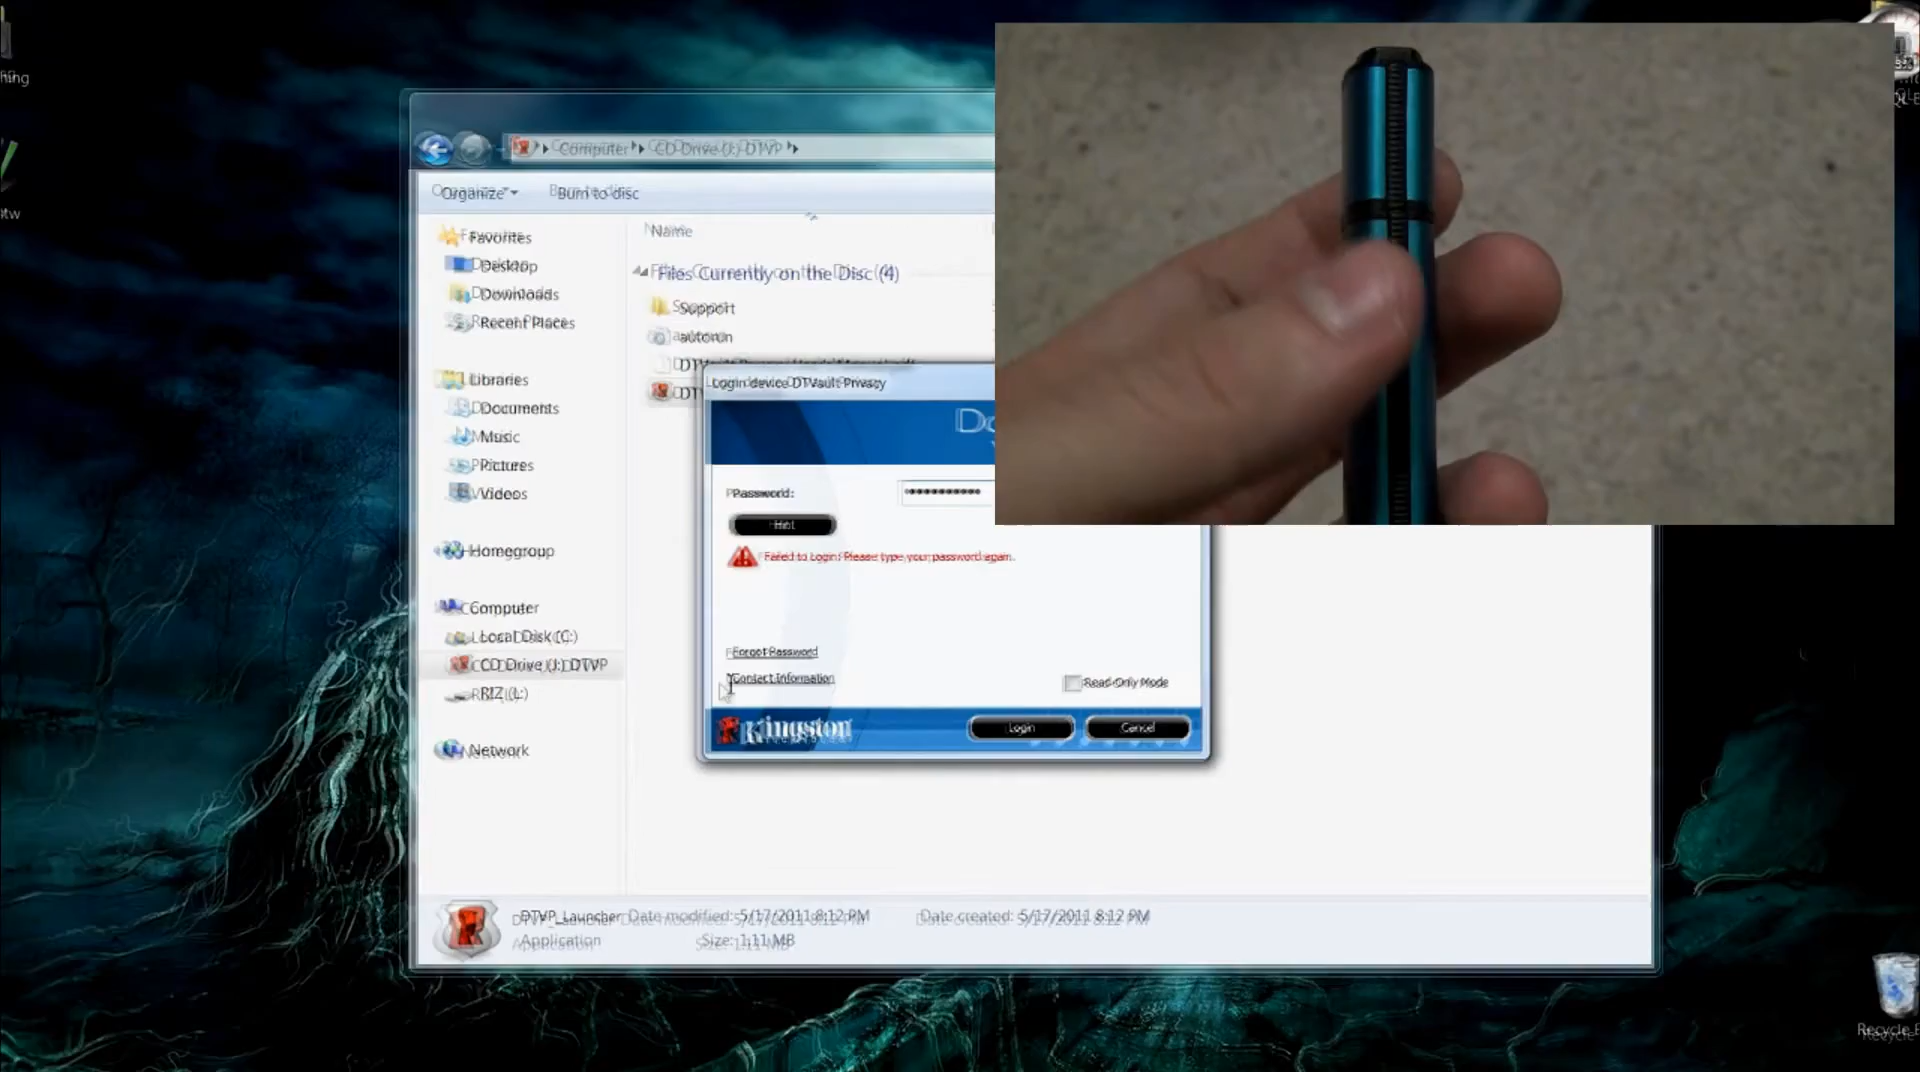 Computer ▸ CD Drive (J:) DTVP ▸
Organize
Burn to disc
Name
Files Currently on the Disc (4)
Support
autorun
Favorites
Desktop
Downloads
Recent Places
Libraries
Documents
Music
Pictures
Videos
Homegroup
Computer
Local Disk (C:)
CD Drive (J:) DTVP
RIZ (L:)
Network
Login device DTVault Privacy
Password:
Hint
Failed to Login! Please type your password again.
Forgot Password
Contact Information
Read-Only Mode
Kingston
Login
Cancel
DTVP_Launcher Date modified: 5/17/2011 8:12 PM Date created: 5/17/2011 8:12 PM
Application Size: 1.11 MB